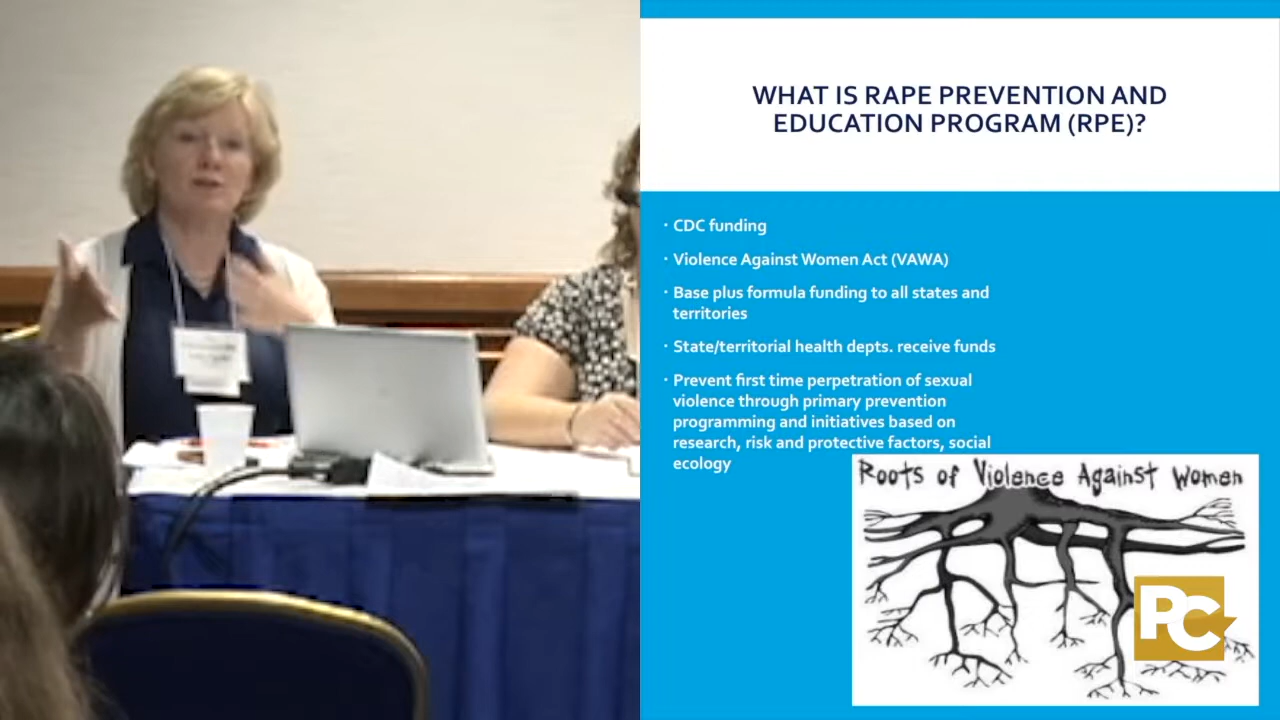 WHAT IS RAPE PREVENTION AND
EDUCATION PROGRAM (RPE)?
· CDC funding
· Violence Against Women Act (VAWA)
· Base plus formula funding to all states and
territories
· State/territorial health depts. receive funds
· Prevent first time perpetration of sexual
violence through primary prevention
programming and initiatives based on
research, risk and protective factors, social
ecology
Roots of Violence Against Women
PC